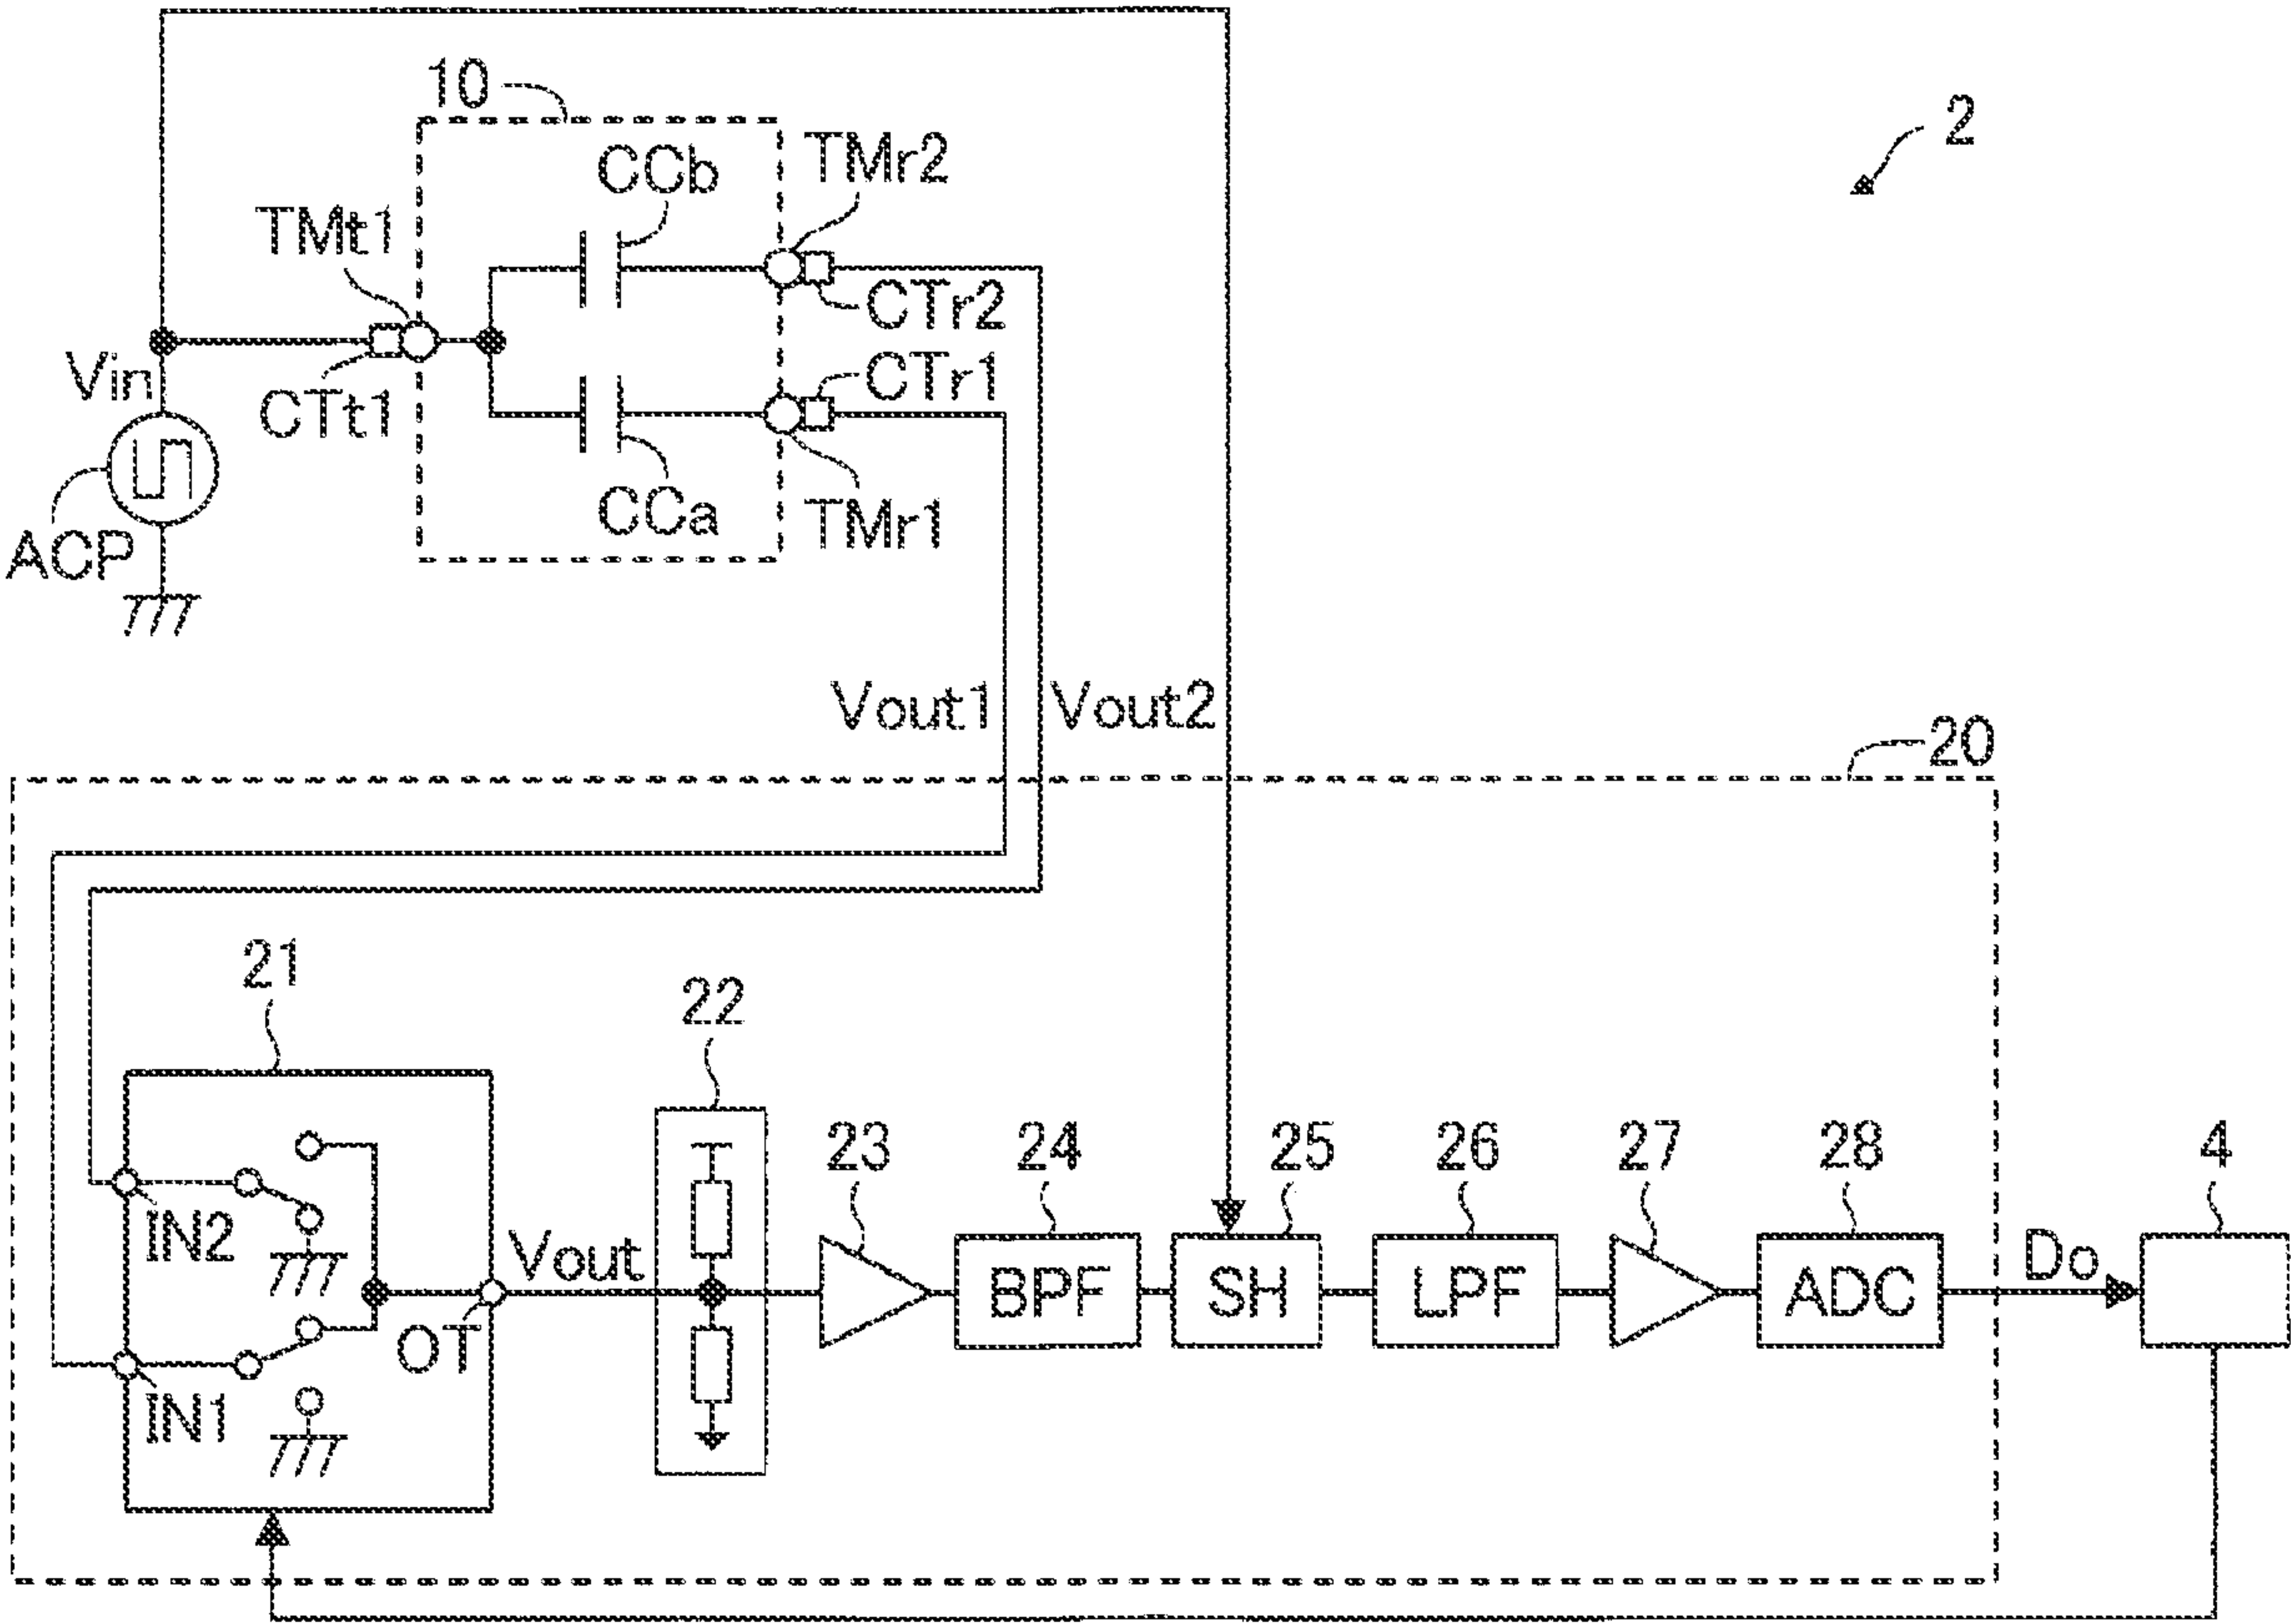 10
2
CCb
TMr2
TMt1
CTr2
Vin
CTt1
CTr1
CCa
TMr1
ACP
Vout1
Vout2
20
21
22
23
24
25
26
27
28
4
IN2
Vout
BPF
SH
LPF
ADC
Do
OT
IN1